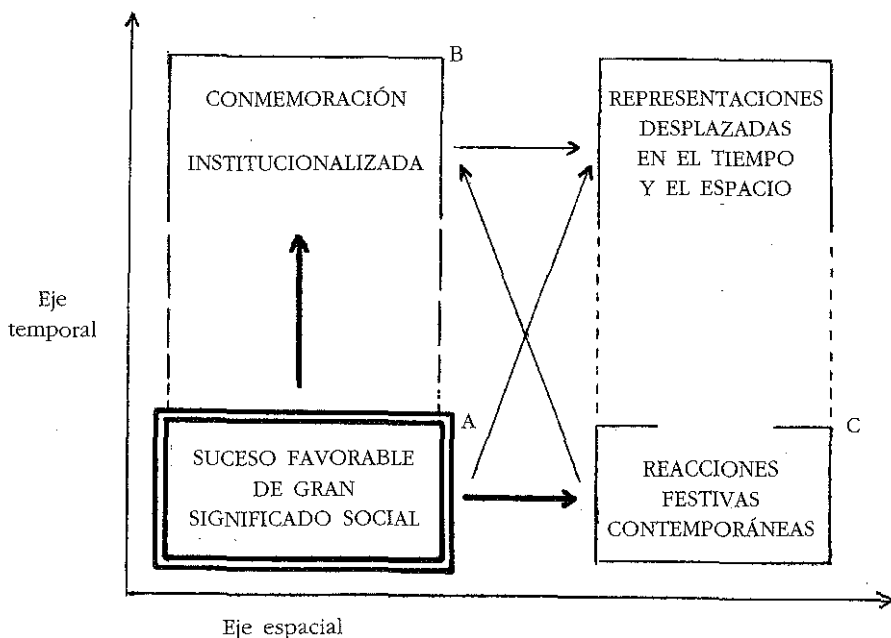 B
CONMEMORACIÓN
INSTITUCIONALIZADA
REPRESENTACIONES
DESPLAZADAS
EN EL TIEMPO
Y EL ESPACIO
Eje
temporal
A
SUCESO FAVORABLE
DE GRAN
SIGNIFICADO SOCIAL
C
REACCIONES
FESTIVAS
CONTEMPORÁNEAS
Eje espacial